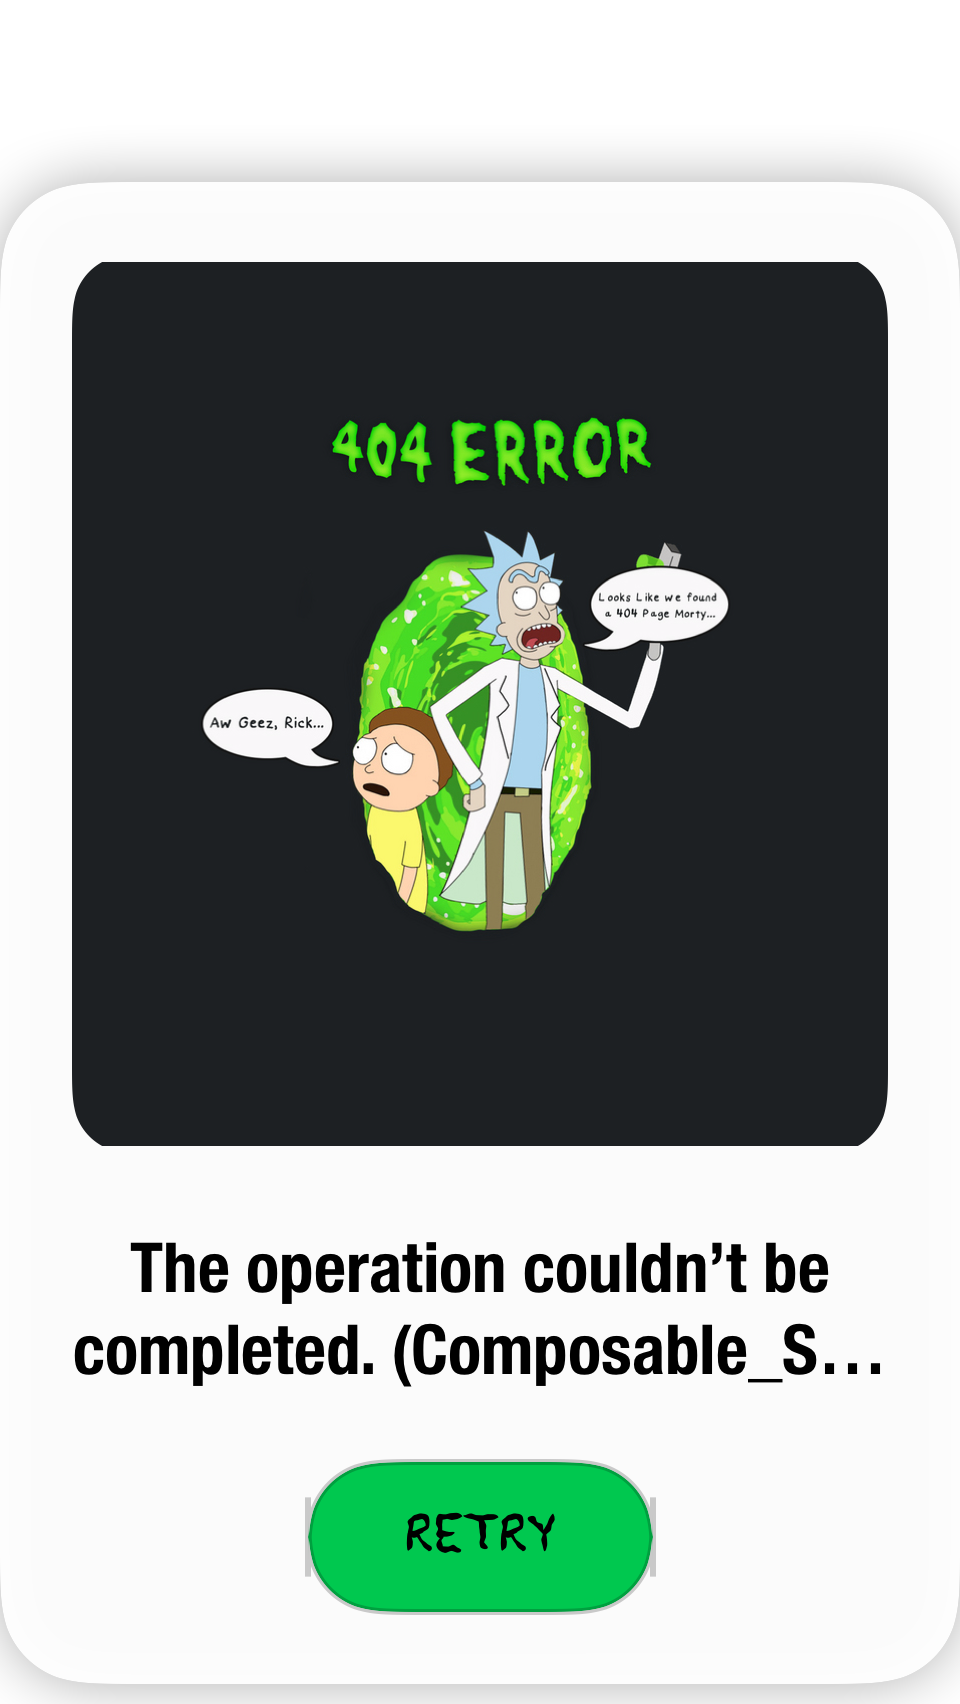 404 ERROR
Looks Like we found
a 404 Page Morty...
Aw Geez, Rick...
The operation couldn’t be
completed. (Composable_S...
RETRY